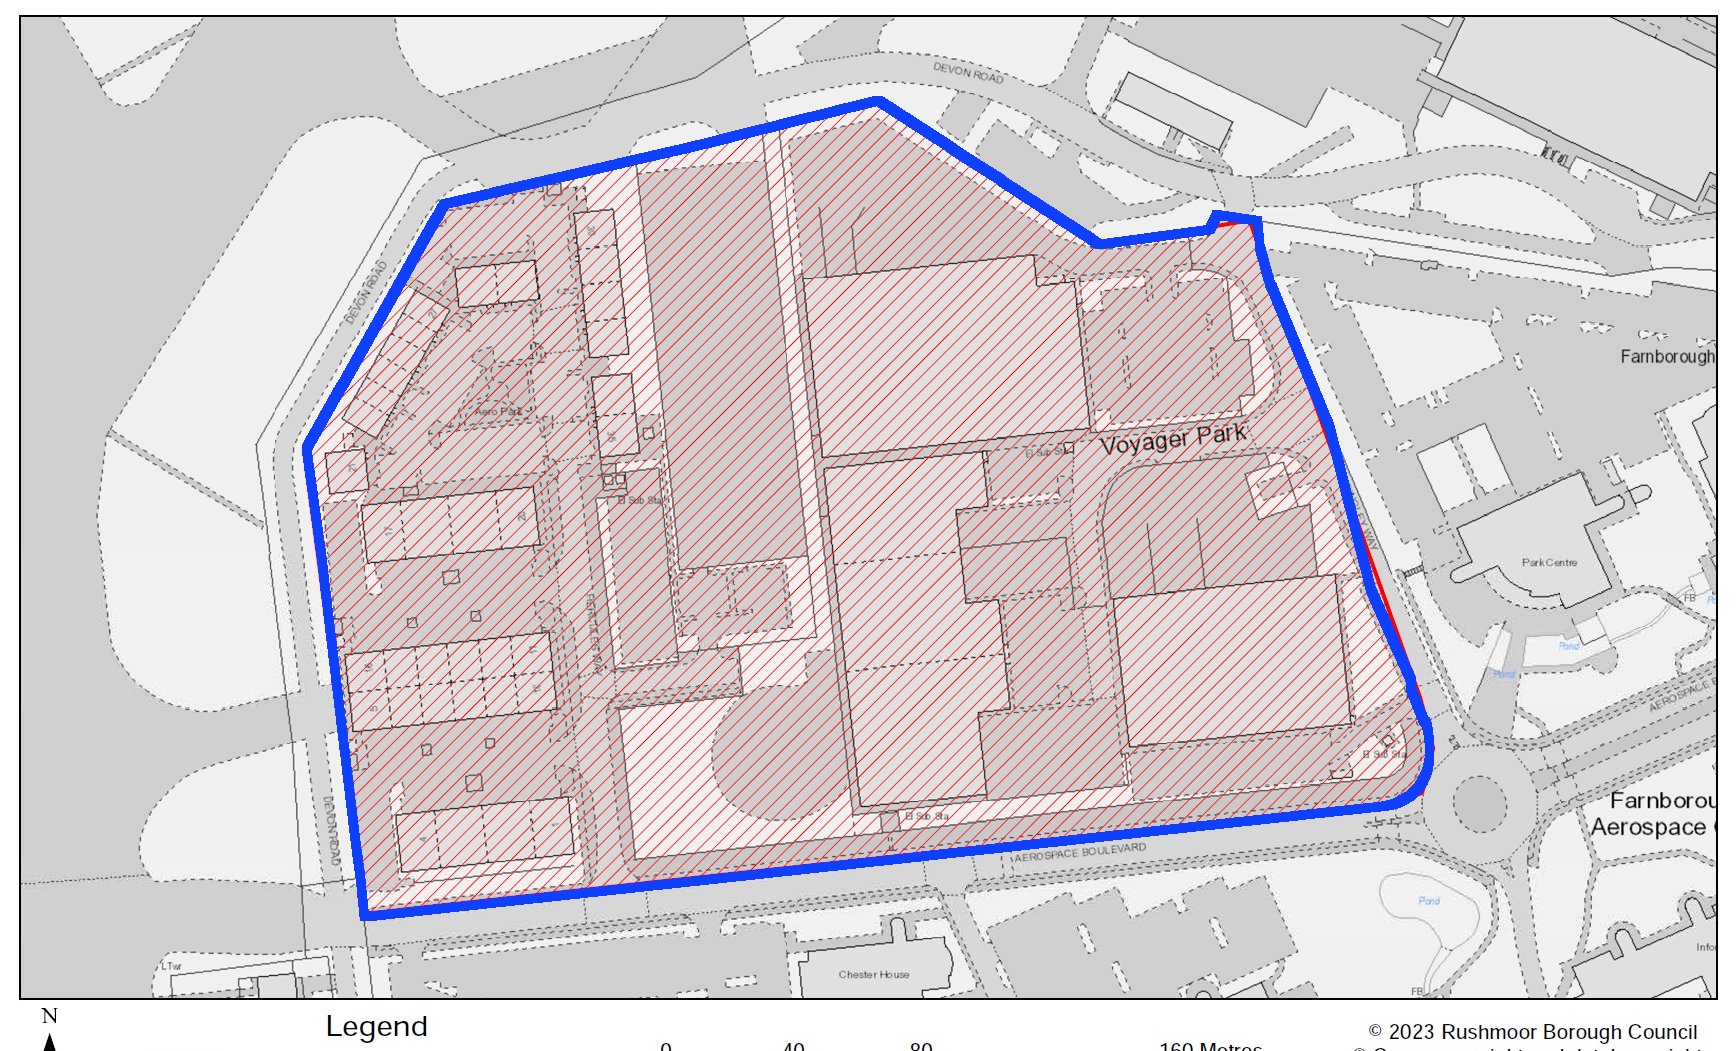 DEVON ROAD
DEVON ROAD
Farnborough
Aero Park
Voyager Park
El Sub Sta
El Sub Sta
Park Centre
FB
Pond
Pond
AEROSPACE B
El Sub Sta
Farnborou
Aerospace
El Sub Sta
DEVON ROAD
AEROSPACE BOULEVARD
Pond
L Twr
Chester House
Info
FB
N
Legend
0 40 80 160 Metres
© 2023 Rushmoor Borough Council